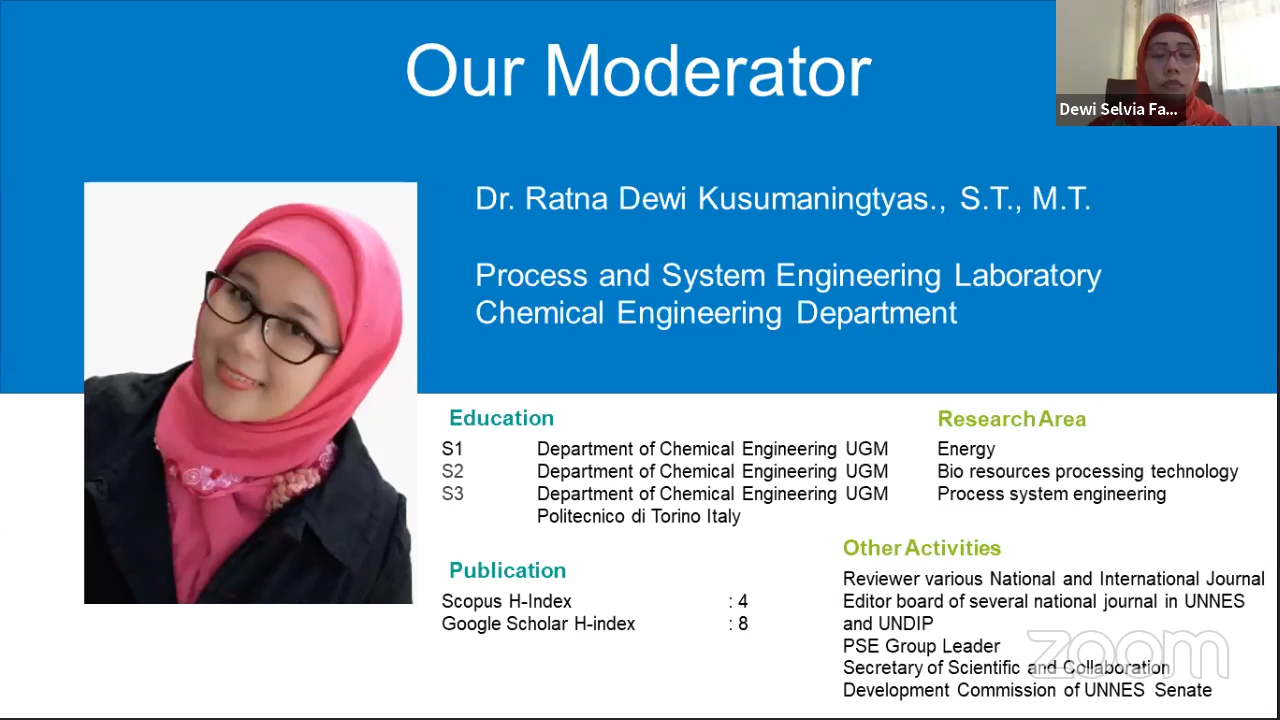 Our Moderator
Dewi Selvia Fa...
Dr. Ratna Dewi Kusumaningtyas., S.T., M.T.
Process and System Engineering Laboratory
Chemical Engineering Department
Education
S1 Department of Chemical Engineering UGM
S2 Department of Chemical Engineering UGM
S3 Department of Chemical Engineering UGM
Politecnico di Torino Italy
Publication
Scopus H-Index : 4
Google Scholar H-index : 8
Research Area
Energy
Bio resources processing technology
Process system engineering
Other Activities
Reviewer various National and International Journal
Editor board of several national journal in UNNES
and UNDIP
PSE Group Leader
Secretary of Scientific and Collaboration
Development Commission of UNNES Senate
zoom